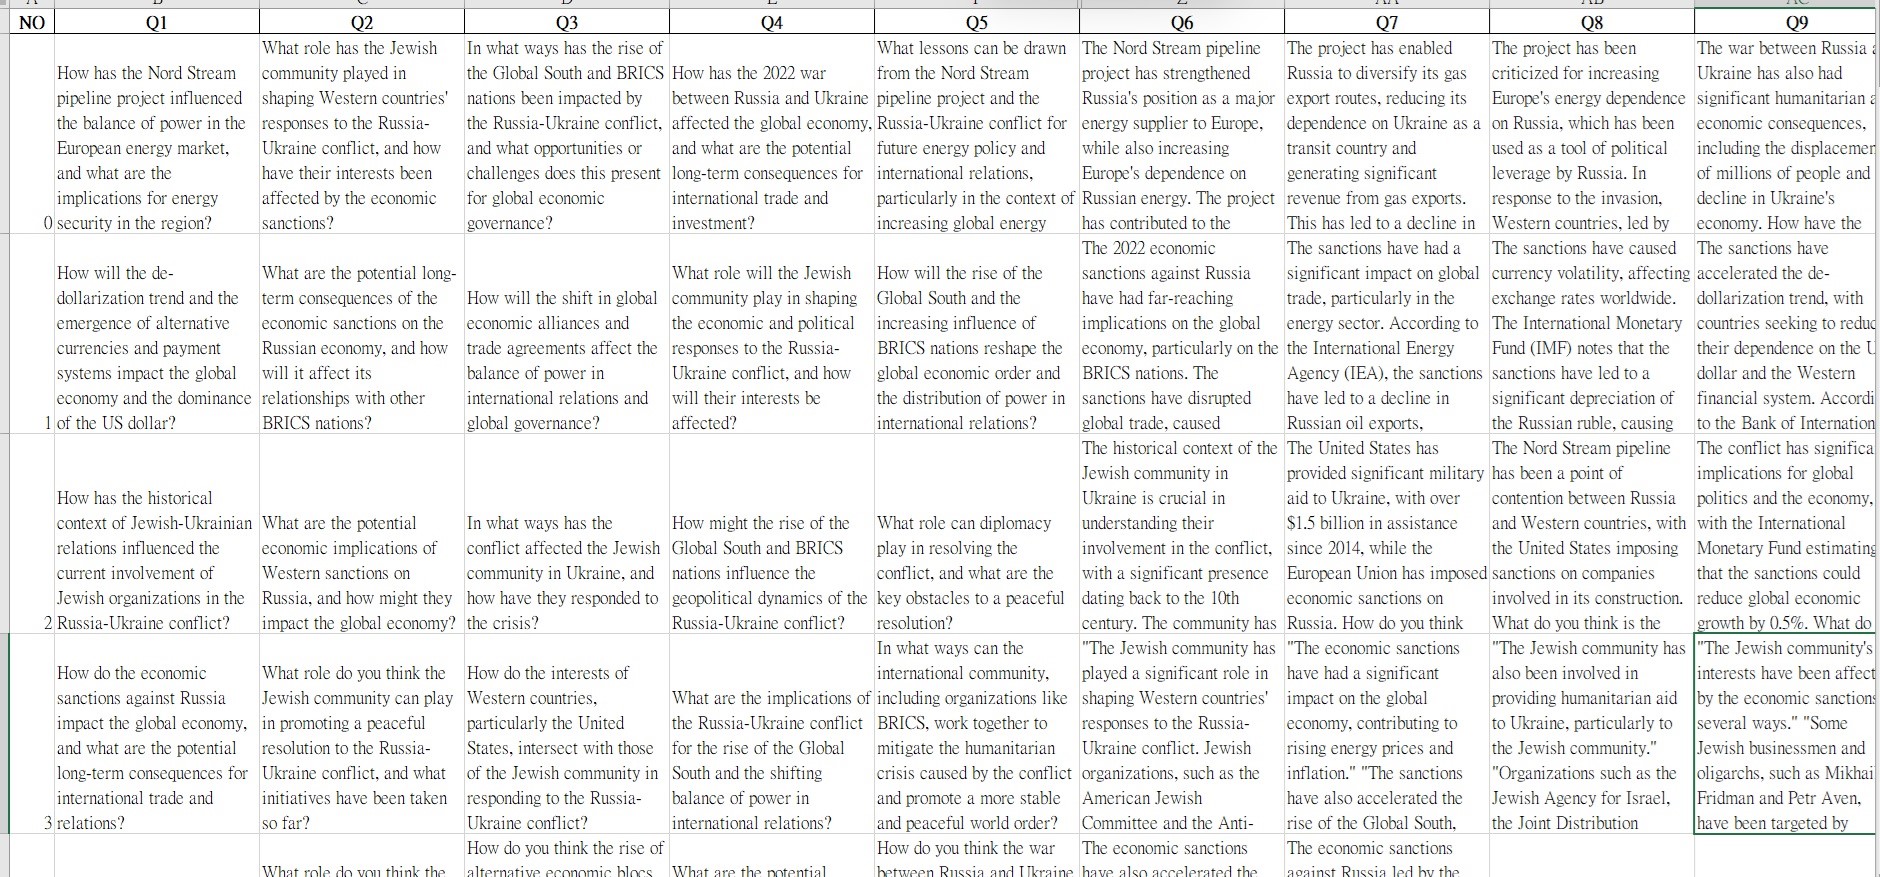 NO Q1 Q2 Q3 Q4 Q5 Q6 Q7 Q8 Q9
0
How has the Nord Stream
pipeline project influenced
the balance of power in the
European energy market,
and what are the
implications for energy
security in the region?
What role has the Jewish
community played in
shaping Western countries'
responses to the Russia-
Ukraine conflict, and how
have their interests been
affected by the economic
sanctions?
In what ways has the rise of
the Global South and BRICS
nations been impacted by
the Russia-Ukraine conflict,
and what opportunities or
challenges does this present
for global economic
governance?
How has the 2022 war
between Russia and Ukraine
affected the global economy,
and what are the potential
long-term consequences for
international trade and
investment?
What lessons can be drawn
from the Nord Stream
pipeline project and the
Russia-Ukraine conflict for
future energy policy and
international relations,
particularly in the context of
increasing global energy
The Nord Stream pipeline
project has strengthened
Russia's position as a major
energy supplier to Europe,
while also increasing
Europe's dependence on
Russian energy. The project
has contributed to the
The project has enabled
Russia to diversify its gas
export routes, reducing its
dependence on Ukraine as a
transit country and
generating significant
revenue from gas exports.
This has led to a decline in
The project has been
criticized for increasing
Europe's energy dependence
on Russia, which has been
used as a tool of political
leverage by Russia. In
response to the invasion,
Western countries, led by
The war between Russia
Ukraine has also had
significant humanitarian
economic consequences,
including the
of millions of people and
decline in Ukraine's
economy. How have the
1
How will the de-
dollarization trend and the
emergence of alternative
currencies and payment
systems impact the global
economy and the dominance
of the US dollar?
What are the potential long-
term consequences of the
economic sanctions on the
Russian economy, and how
will it affect its
relationships with other
BRICS nations?
How will the shift in global
economic alliances and
trade agreements affect the
balance of power in
international relations and
global governance?
What role will the Jewish
community play in shaping
the economic and political
responses to the Russia-
Ukraine conflict, and how
will their interests be
affected?
How will the rise of the
Global South and the
increasing influence of
BRICS nations reshape the
global economic order and
the distribution of power in
international relations?
The 2022 economic
sanctions against Russia
have had far-reaching
implications on the global
economy, particularly on the
BRICS nations. The
sanctions have disrupted
global trade, caused
The sanctions have had a
significant impact on global
trade, particularly in the
energy sector. According to
the International Energy
Agency (IEA), the sanctions
have led to a decline in
Russian oil exports,
The sanctions have caused
currency volatility, affecting
exchange rates worldwide.
The International Monetary
Fund (IMF) notes that the
sanctions have led to a
significant depreciation of
the Russian ruble, causing
The sanctions have
accelerated the de-
dollarization trend, with
countries seeking to
their dependence on the
dollar and the Western
financial system.
to the Bank of
2
How has the historical
context of Jewish-Ukrainian
relations influenced the
current involvement of
Jewish organizations in the
Russia-Ukraine conflict?
What are the potential
economic implications of
Western sanctions on
Russia, and how might they
impact the global economy?
In what ways has the
conflict affected the Jewish
community in Ukraine, and
how have they responded to
the crisis?
How might the rise of the
Global South and BRICS
nations influence the
geopolitical dynamics of the
Russia-Ukraine conflict?
What role can diplomacy
play in resolving the
conflict, and what are the
key obstacles to a peaceful
resolution?
The historical context of the
Jewish community in
Ukraine is crucial in
understanding their
involvement in the conflict,
with a significant presence
dating back to the 10th
century. The community has
The United States has
provided significant military
aid to Ukraine, with over
$1.5 billion in assistance
since 2014, while the
European Union has imposed
economic sanctions on
Russia. How do you think
The Nord Stream pipeline
has been a point of
contention between Russia
and Western countries, with
the United States imposing
sanctions on companies
involved in its construction.
What do you think is the
The conflict has
implications for global
politics and the economy,
with the International
Monetary Fund estimating
that the sanctions could
reduce global economic
growth by 0.5%. What do
3
How do the economic
sanctions against Russia
impact the global economy,
and what are the potential
long-term consequences for
international trade and
relations?
What role do you think the
Jewish community can play
in promoting a peaceful
resolution to the Russia-
Ukraine conflict, and what
initiatives have been taken
so far?
How do the interests of
Western countries,
particularly the United
States, intersect with those
of the Jewish community in
responding to the Russia-
Ukraine conflict?
What are the implications of
the Russia-Ukraine conflict
for the rise of the Global
South and the shifting
balance of power in
international relations?
In what ways can the
international community,
including organizations like
BRICS, work together to
mitigate the humanitarian
crisis caused by the conflict
and promote a more stable
and peaceful world order?
"The Jewish community has
played a significant role in
shaping Western countries'
responses to the Russia-
Ukraine conflict. Jewish
organizations, such as the
American Jewish
Committee and the Anti-
"The economic sanctions
have had a significant
impact on the global
economy, contributing to
rising energy prices and
inflation." "The sanctions
have also accelerated the
rise of the Global South,
"The Jewish community has
also been involved in
providing humanitarian aid
to Ukraine, particularly to
the Jewish community."
"Organizations such as the
Jewish Agency for Israel,
the Joint Distribution
"The Jewish community's
interests have been
by the economic sanctions
several ways." "Some
Jewish businessmen and
oligarchs, such as
Fridman and Petr Aven,
have been targeted by
What role do you think the
How do you think the rise of
alternative economic blocs
What are the potential
How do you think the war
between Russia and Ukraine
The economic sanctions
have also accelerated the
The economic sanctions
against Russia led by the